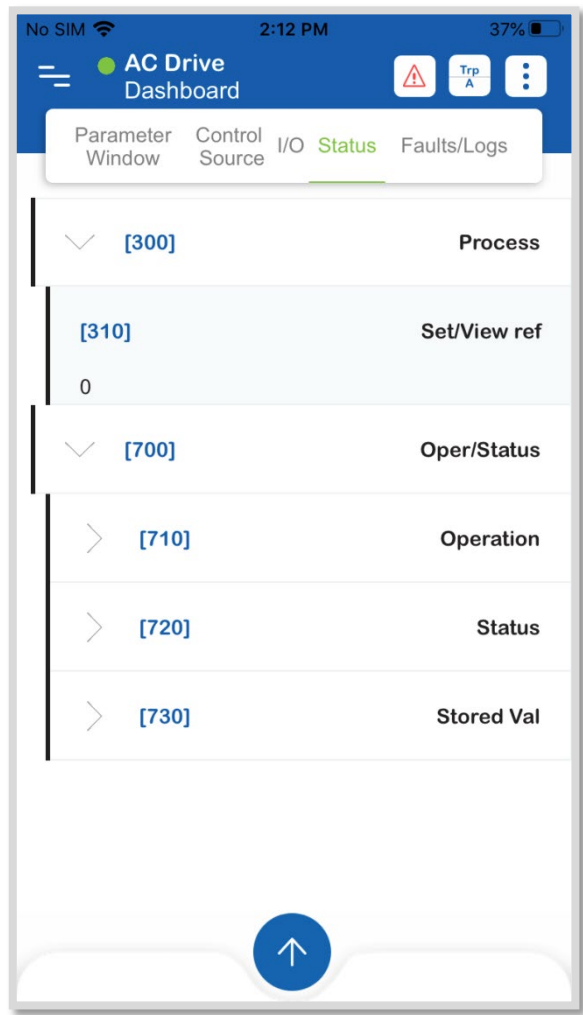 No SIM 2:12 PM 37%
AC Drive
Dashboard
Trp
A
Parameter Window
Control Source
I/O
Status
Faults/Logs
[300] Process
[310] Set/View ref
0
[700] Oper/Status
[710] Operation
[720] Status
[730] Stored Val